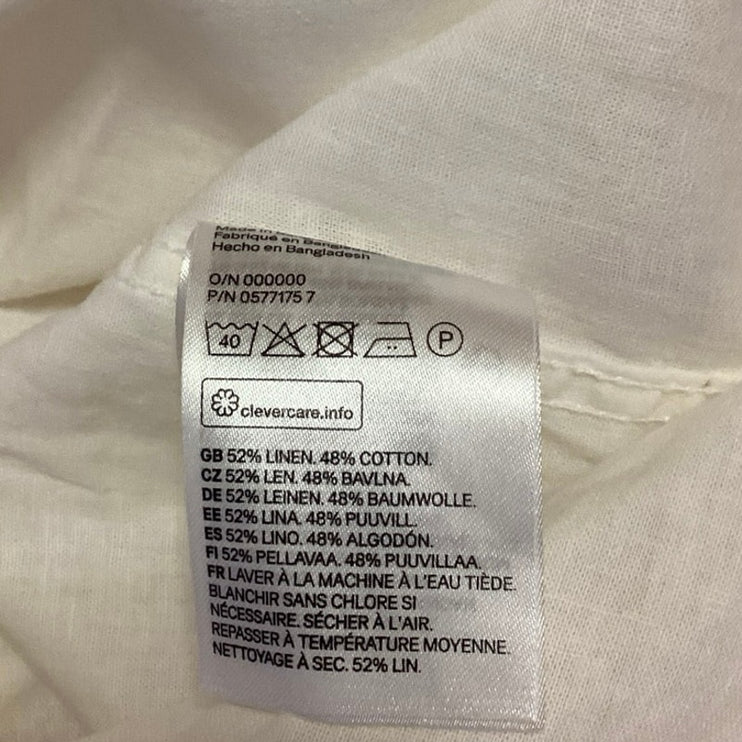 Made in
Fabriqué en Bangladesh
Hecho en Bangladesh
O/N 000000
P/N 0577175 7
40
P
clevercare.info
GB 52% LINEN. 48% COTTON.
CZ 52% LEN. 48% BAVLNA.
DE 52% LEINEN. 48% BAUMWOLLE.
EE 52% LINA. 48% PUUVILL.
ES 52% LINO. 48% ALGODÓN.
FI 52% PELLAVAA. 48% PUUVILLAA.
FR LAVER À LA MACHINE À L'EAU TIÈDE.
BLANCHIR SANS CHLORE SI
NÉCESSAIRE. SÉCHER À L'AIR.
REPASSER À TEMPÉRATURE MOYENNE.
NETTOYAGE À SEC. 52% LIN.